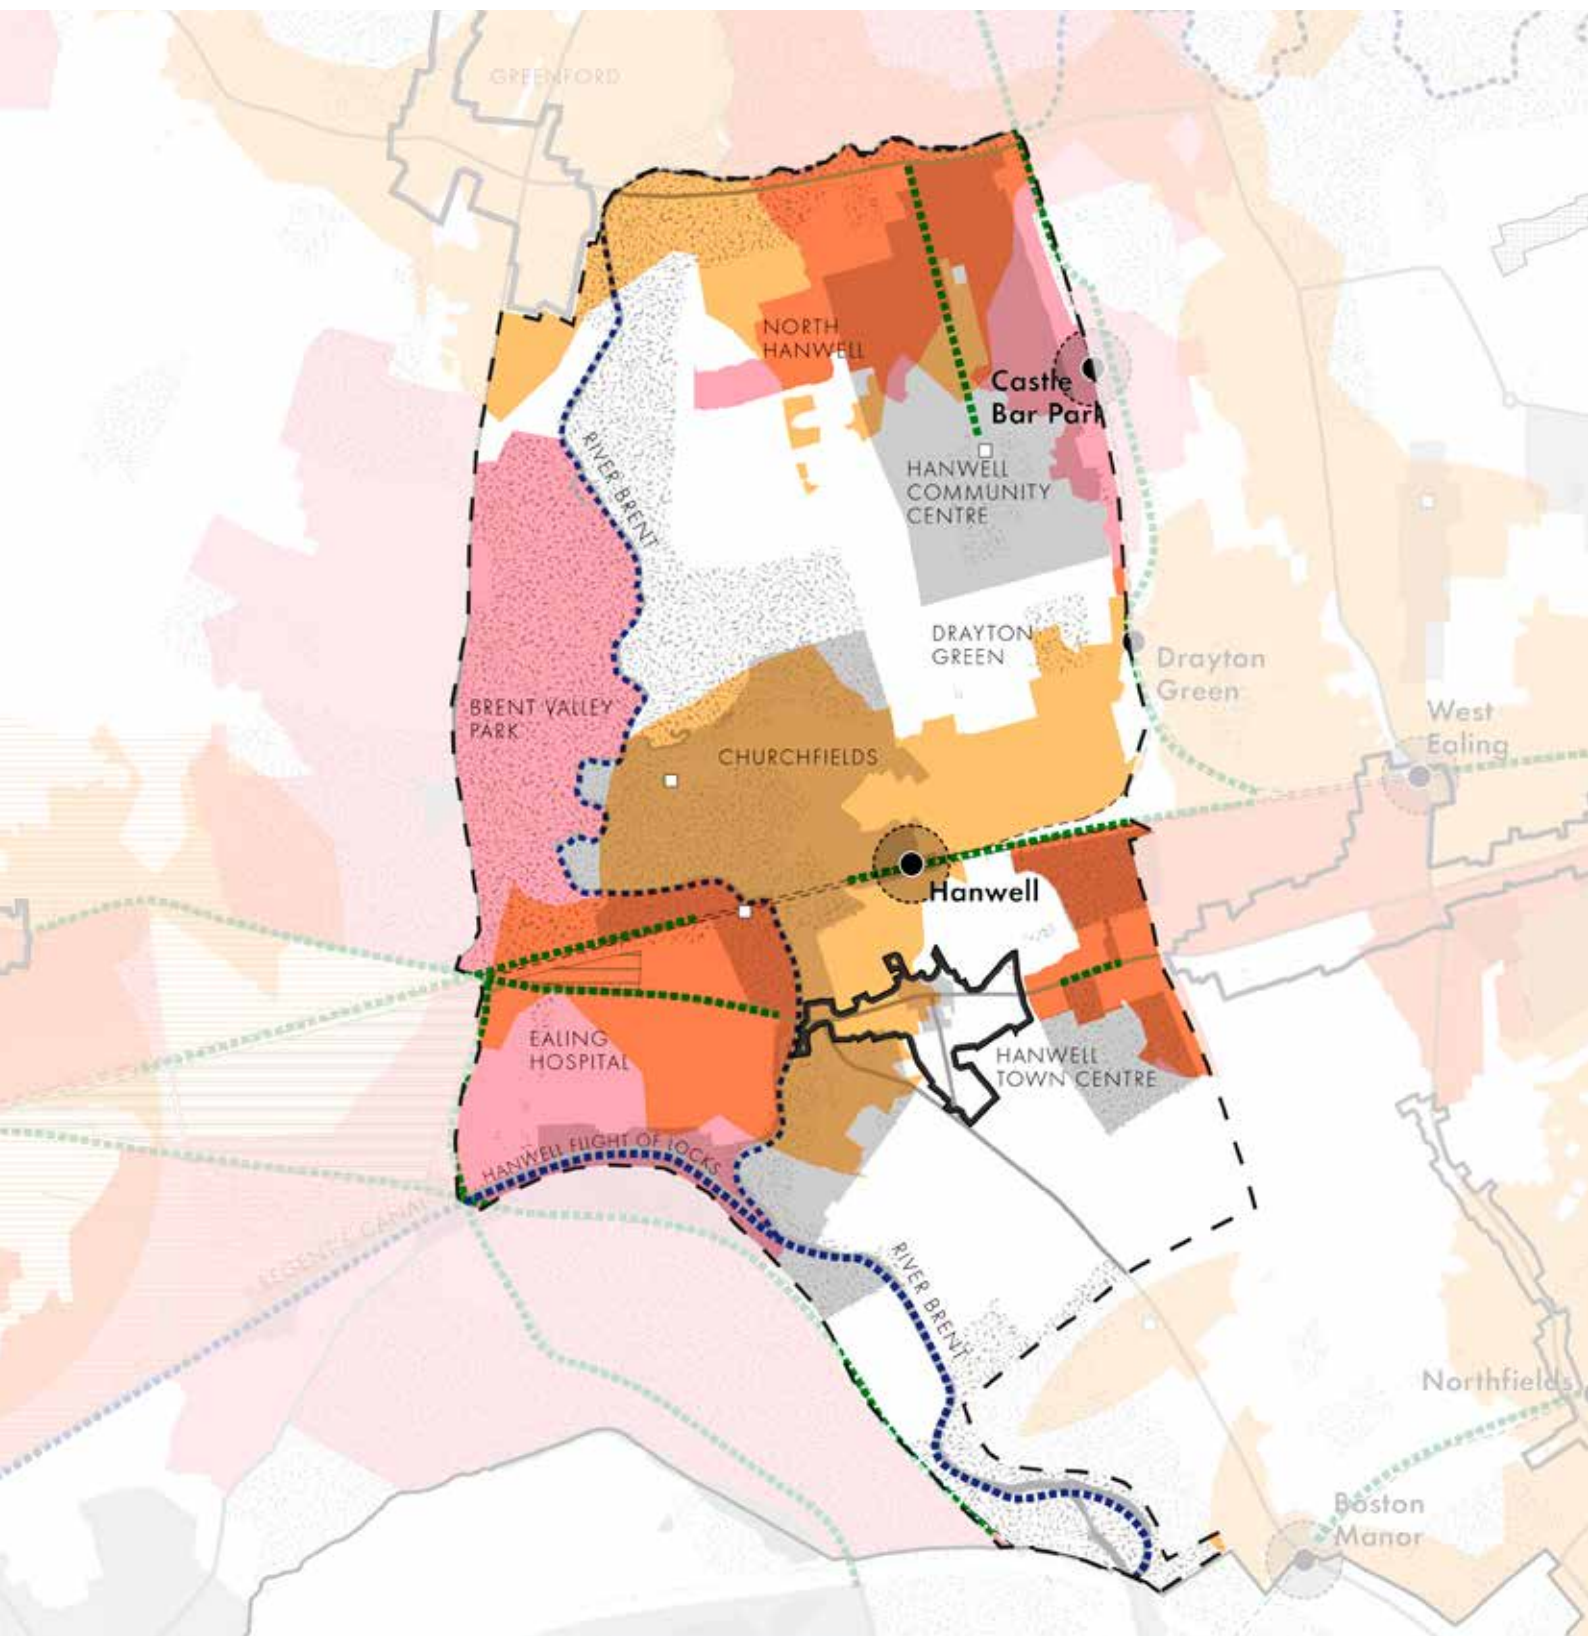 GREENFORD
NORTH
HANWELL
Castle
Bar Park
RIVER BRENT
HANWELL
COMMUNITY
CENTRE
DRAYTON
GREEN
Drayton
Green
BRENT VALLEY
PARK
West
Ealing
CHURCHFIELDS
Hanwell
EALING
HOSPITAL
HANWELL
TOWN CENTRE
HANWELL FLIGHT OF LOCKS
REGENT'S CANAL
RIVER BRENT
Northfields
Boston
Manor